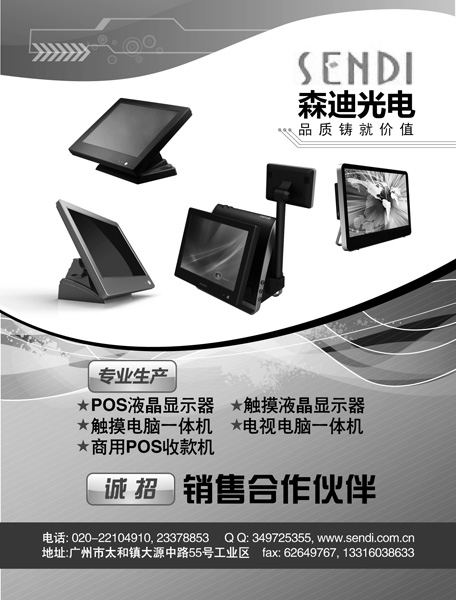 SENDI
森迪光电
品质铸就价值
专业生产
★POS液晶显示器 ★触摸液晶显示器
★触摸电脑一体机 ★电视电脑一体机
★商用POS收款机
诚招 销售合作伙伴
电话: 020-22104910, 23378853 QQ: 349725355, www.sendi.com.cn
地址:广州市太和镇大源中路55号工业区 fax: 62649767, 13316038633